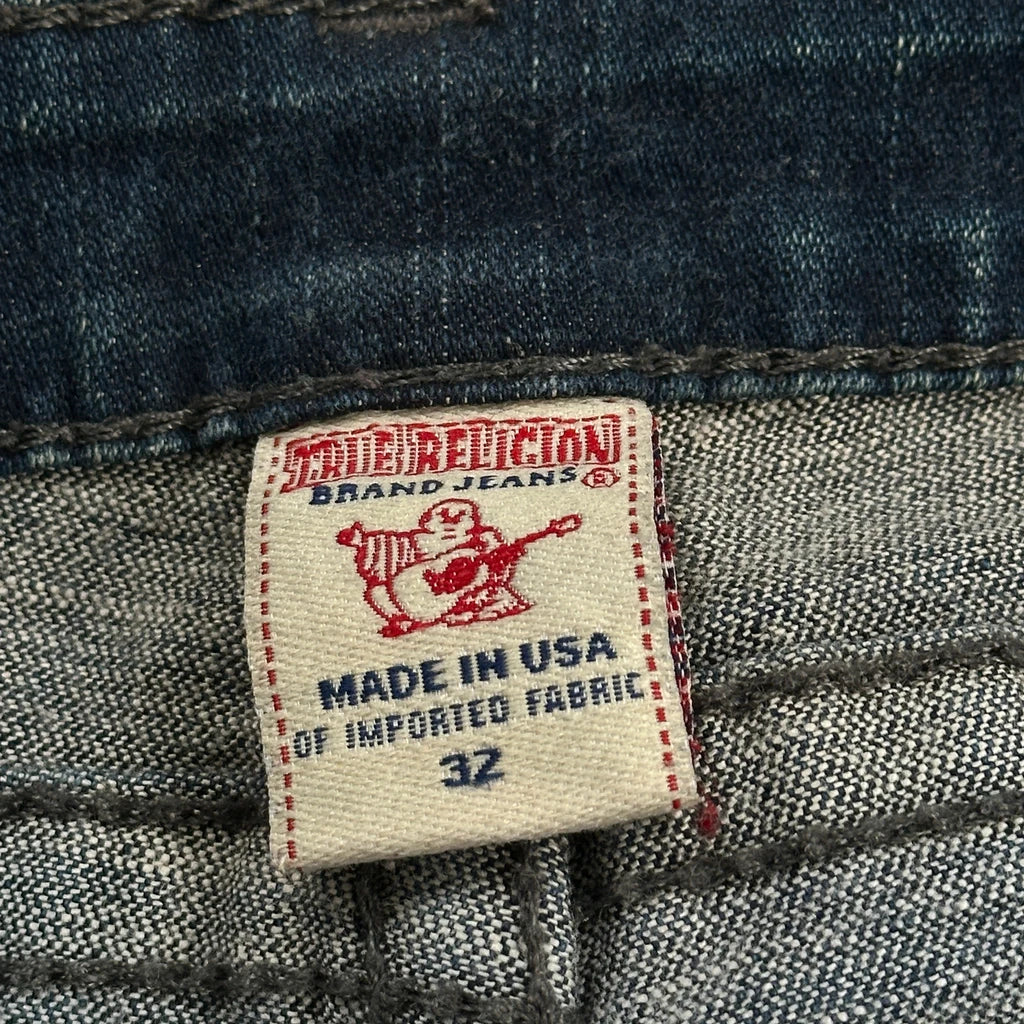 TRUE RELIGION
BRAND JEANS®
MADE IN USA
OF IMPORTED FABRIC
32